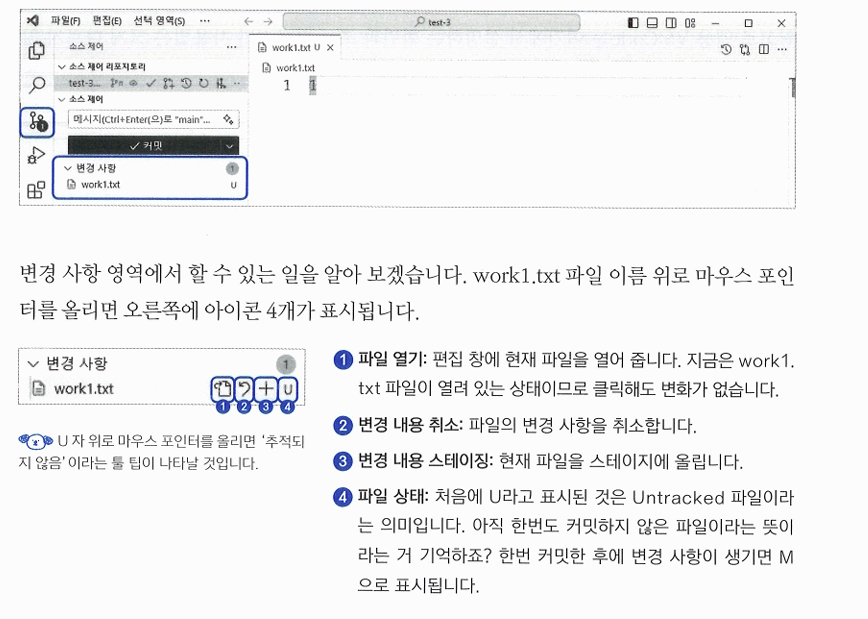 파일(F) 편집(E) 선택 영역(S) ··· test-3
소스 제어 ···
work1.txt U ×
소스 제어 리포지토리
work1.txt
test-3...
1 1
소스 제어
메시지(Ctrl+Enter(으)로 "main"...
커밋
변경 사항 1
work1.txt U
변경 사항 영역에서 할 수 있는 일을 알아 보겠습니다. work1.txt 파일 이름 위로 마우스 포인
터를 올리면 오른쪽에 아이콘 4개가 표시됩니다.
변경 사항 1
work1.txt U
1 2 3 4
U 자 위로 마우스 포인터를 올리면 ‘추적되
지 않음’이라는 툴 팁이 나타날 것입니다.
1 파일 열기: 편집 창에 현재 파일을 열어 줍니다. 지금은 work1.
txt 파일이 열려 있는 상태이므로 클릭해도 변화가 없습니다.
2 변경 내용 취소: 파일의 변경 사항을 취소합니다.
3 변경 내용 스테이징: 현재 파일을 스테이지에 올립니다.
4 파일 상태: 처음에 U라고 표시된 것은 Untracked 파일이라
는 의미입니다. 아직 한번도 커밋하지 않은 파일이라는 뜻이
라는 거 기억하죠? 한번 커밋한 후에 변경 사항이 생기면 M
으로 표시됩니다.